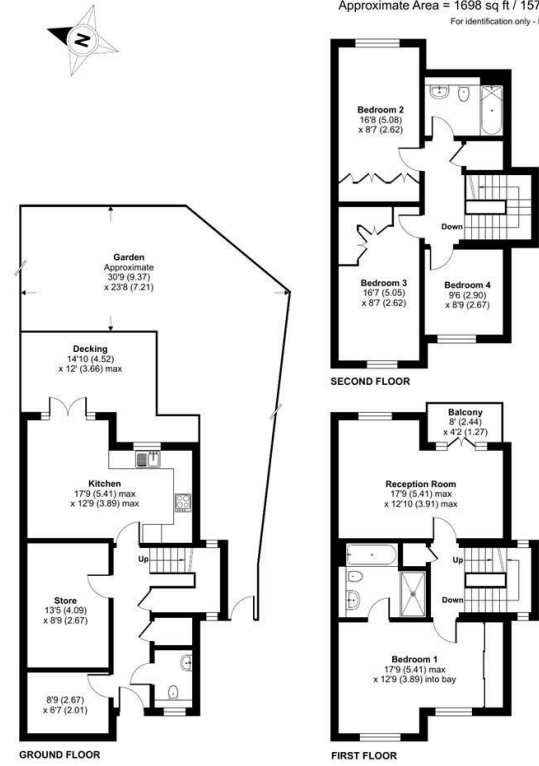 Approximate Area = 1698 sq ft / 157
For identification only -
N
Bedroom 2
16'8 (5.08)
x 8'7 (2.62)
Down
Bedroom 3
16'7 (5.05)
x 8'7 (2.62)
Bedroom 4
9'6 (2.90)
x 8'9 (2.67)
SECOND FLOOR
Garden
Approximate
30'9 (9.37)
x 23'8 (7.21)
Decking
14'10 (4.52)
x 12' (3.66) max
Kitchen
17'9 (5.41) max
x 12'9 (3.89) max
Up
Store
13'5 (4.09)
x 8'9 (2.67)
8'9 (2.67)
x 6'7 (2.01)
GROUND FLOOR
Balcony
8' (2.44)
x 4'2 (1.27)
Reception Room
17'9 (5.41) max
x 12'10 (3.91) max
Up
Down
Bedroom 1
17'9 (5.41) max
x 12'9 (3.89) into bay
FIRST FLOOR